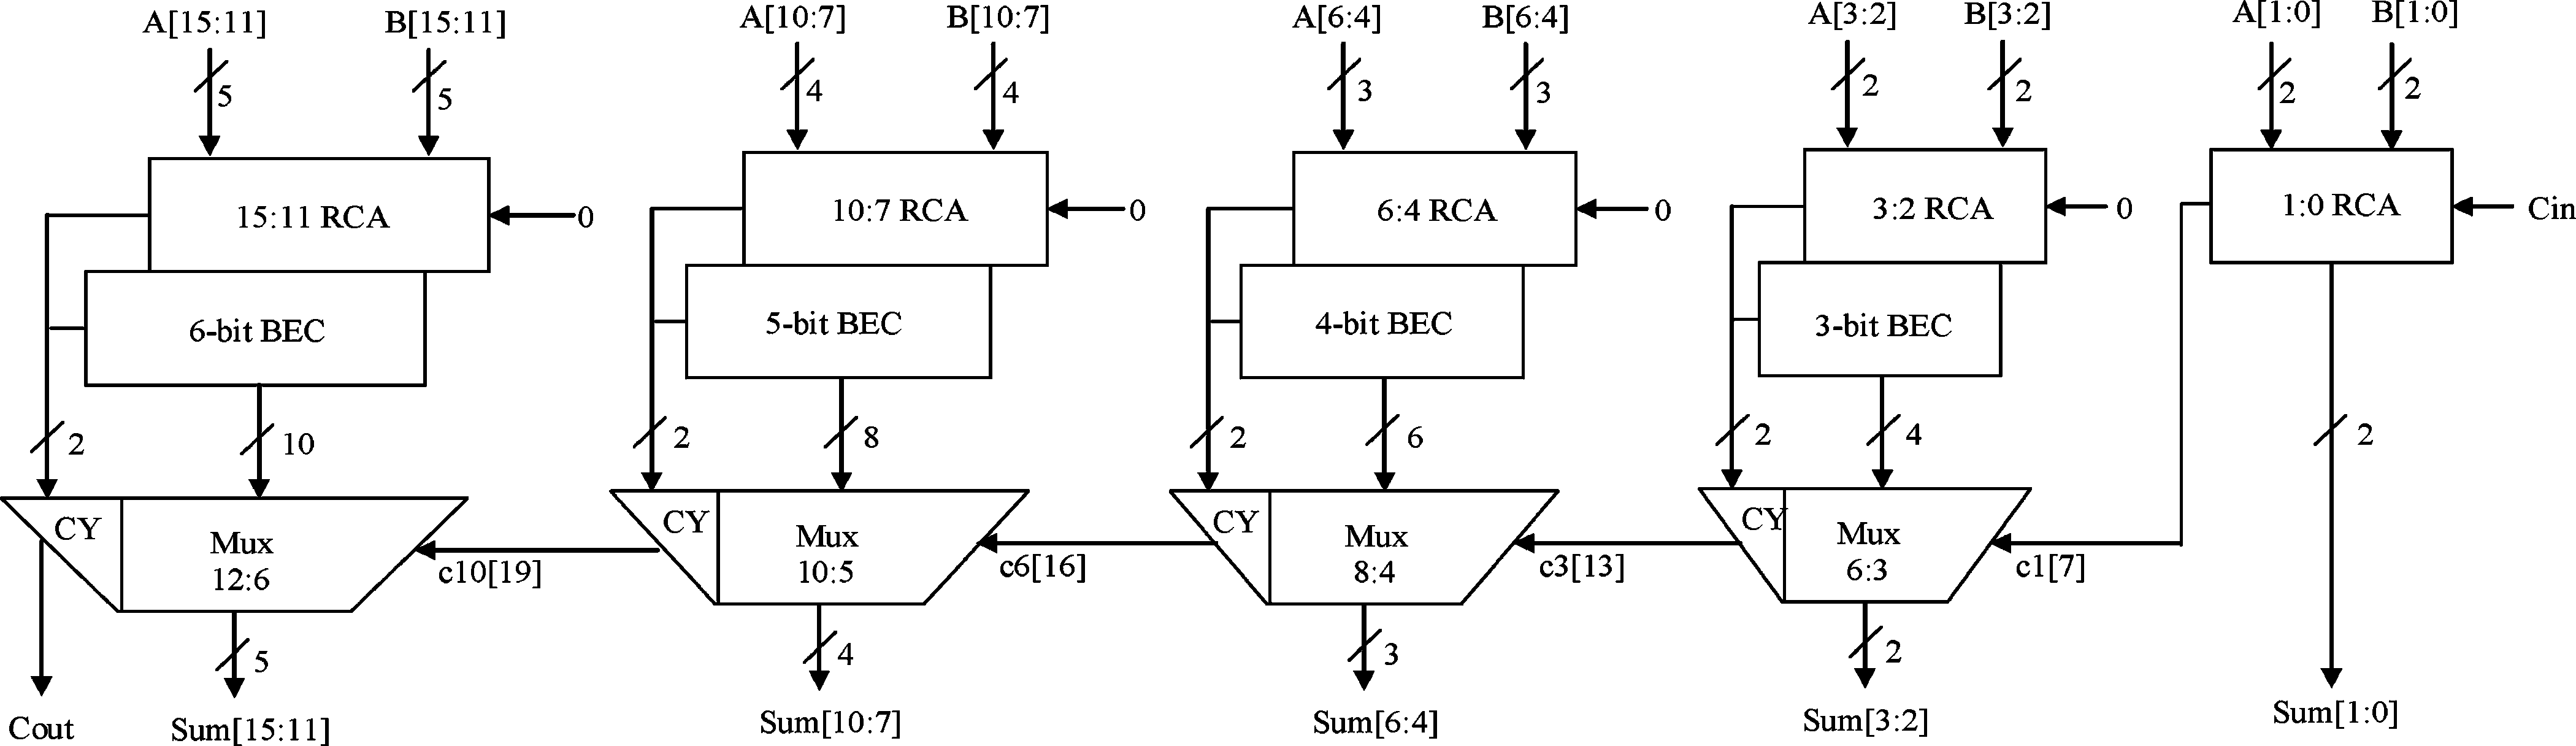 A[15:11] B[15:11] A[10:7] B[10:7] A[6:4] B[6:4] A[3:2] B[3:2] A[1:0] B[1:0]
5 5 4 4 3 3 2 2 2 2
15:11 RCA 0 10:7 RCA 0 6:4 RCA 0 3:2 RCA 0 1:0 RCA Cin
6-bit BEC 5-bit BEC 4-bit BEC 3-bit BEC
2 10 2 8 2 6 2 4 2
CY Mux CY Mux CY Mux CY Mux
12:6 c10[19] 10:5 c6[16] 8:4 c3[13] 6:3 c1[7]
5 4 3 2
Cout Sum[15:11] Sum[10:7] Sum[6:4] Sum[3:2] Sum[1:0]